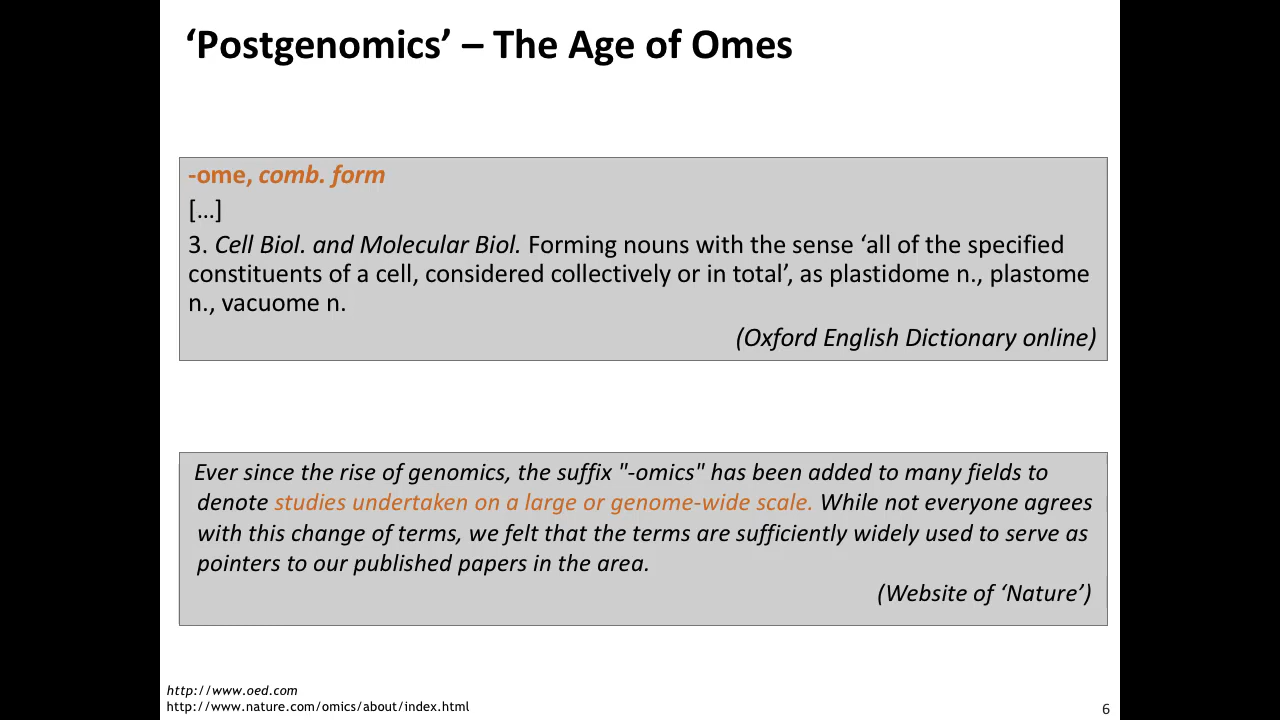 ‘Postgenomics’ – The Age of Omes
-ome, comb. form
[…]
3. Cell Biol. and Molecular Biol. Forming nouns with the sense ‘all of the specified
constituents of a cell, considered collectively or in total’, as plastidome n., plastome
n., vacuome n.
(Oxford English Dictionary online)
Ever since the rise of genomics, the suffix "-omics" has been added to many fields to
denote studies undertaken on a large or genome-wide scale. While not everyone agrees
with this change of terms, we felt that the terms are sufficiently widely used to serve as
pointers to our published papers in the area.
(Website of ‘Nature’)
http://www.oed.com
http://www.nature.com/omics/about/index.html
6